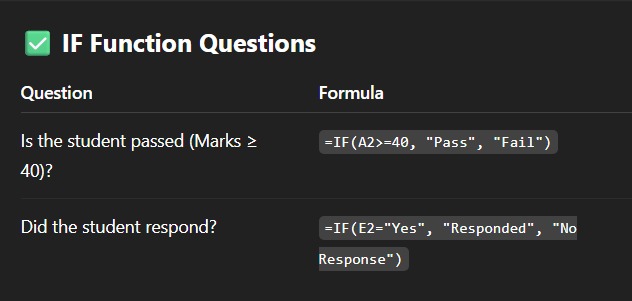 ✅ IF Function Questions
Question Formula
Is the student passed (Marks ≥ =IF(A2>=40, "Pass", "Fail")
40)?
Did the student respond? =IF(E2="Yes", "Responded", "No
Response")